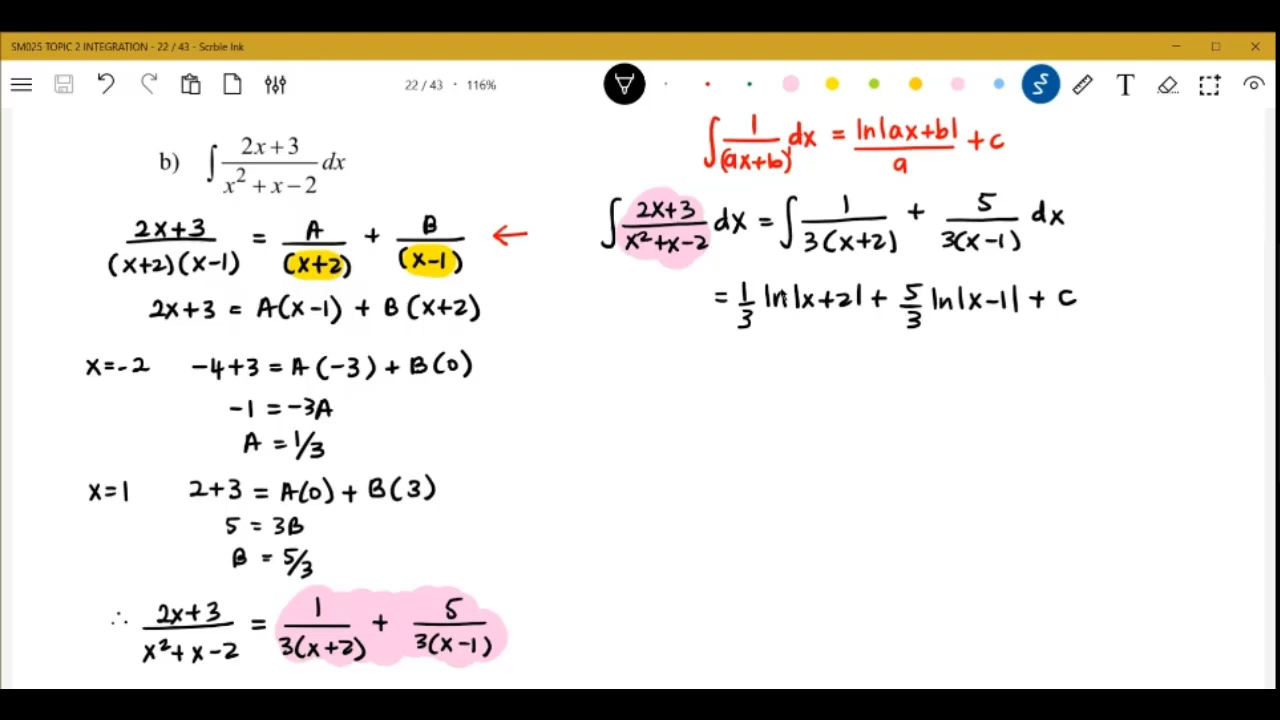 SM025 TOPIC 2 INTEGRATION - 22 / 43 - Scrble Ink
22 / 43 · 116%
T
b) ∫ (2x+3)/(x²+x−2) dx
(2x+3)/((x+2)(x−1)) = A/(x+2) + B/(x−1) ←
2x+3 = A(x−1) + B(x+2)
x=−2 −4+3 = A(−3) + B(0)
−1 = −3A
A = 1/3
x=1 2+3 = A(0) + B(3)
5 = 3B
B = 5/3
∴ (2x+3)/(x²+x−2) = 1/(3(x+2)) + 5/(3(x−1))
∫ 1/(ax+b)' dx = ln|ax+b|/a + c
∫ (2x+3)/(x²+x−2) dx = ∫ 1/(3(x+2)) + 5/(3(x−1)) dx
= 1/3 ln|x+2| + 5/3 ln|x−1| + c